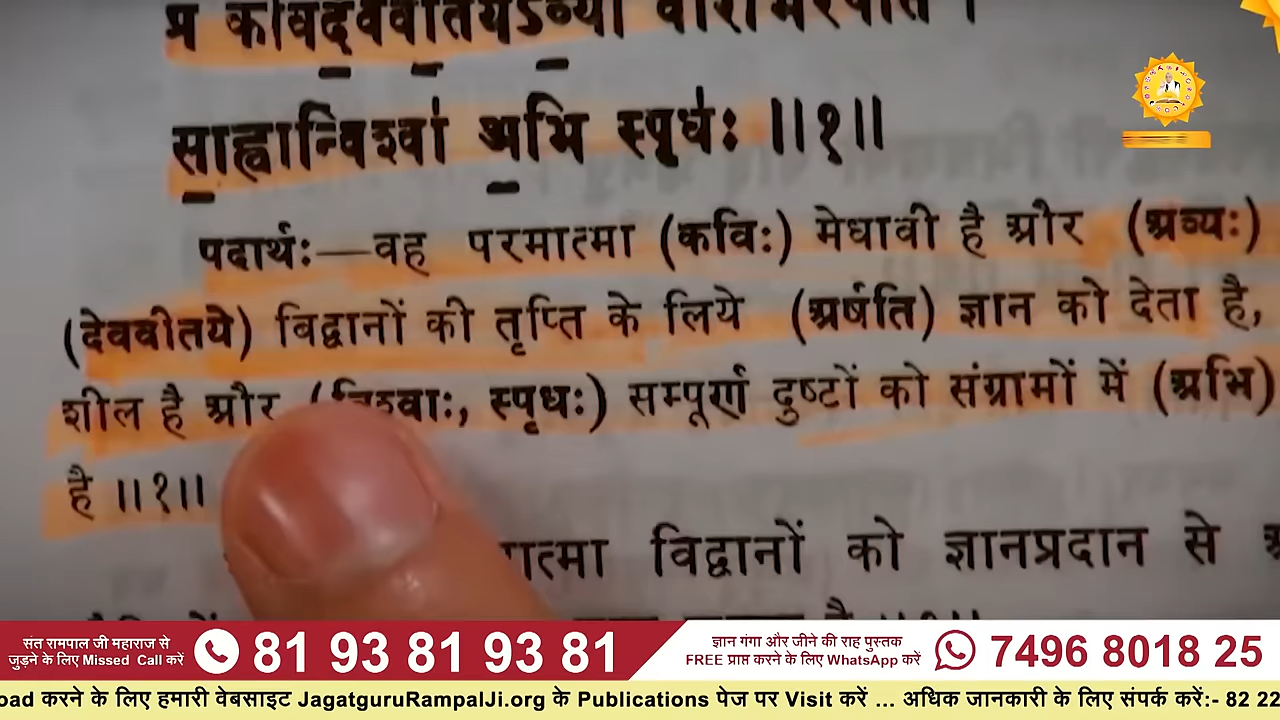 साह्वान्विश्वा अभि स्पृधः ॥१॥
पदार्थः—वह परमात्मा (कविः) मेधावी है और (अव्यः)
(देववीतये) विद्वानों की तृप्ति के लिये (अर्षति) ज्ञान को देता है,
शील है और स्पृधः) सम्पूर्ण दुष्टों को संग्रामों में (अभि)
है ॥१॥
विद्वानों को ज्ञानप्रदान से
संत रामपाल जी महाराज से
जुड़ने के लिए Missed Call करें
81 93 81 93 81
ज्ञान गंगा और जीने की राह पुस्तक
FREE प्राप्त करने के लिए WhatsApp करें
7496 8018 25
oad करने के लिए हमारी वेबसाइट JagatguruRampalJi.org के Publications पेज पर Visit करें ... अधिक जानकारी के लिए संपर्क करें:- 82 22